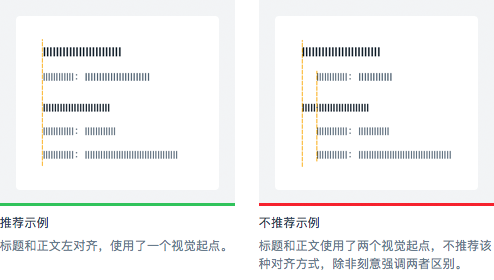 推荐示例
标题和正文左对齐，使用了一个视觉起点。
不推荐示例
标题和正文使用了两个视觉起点，不推荐该
种对齐方式，除非刻意强调两者区别。